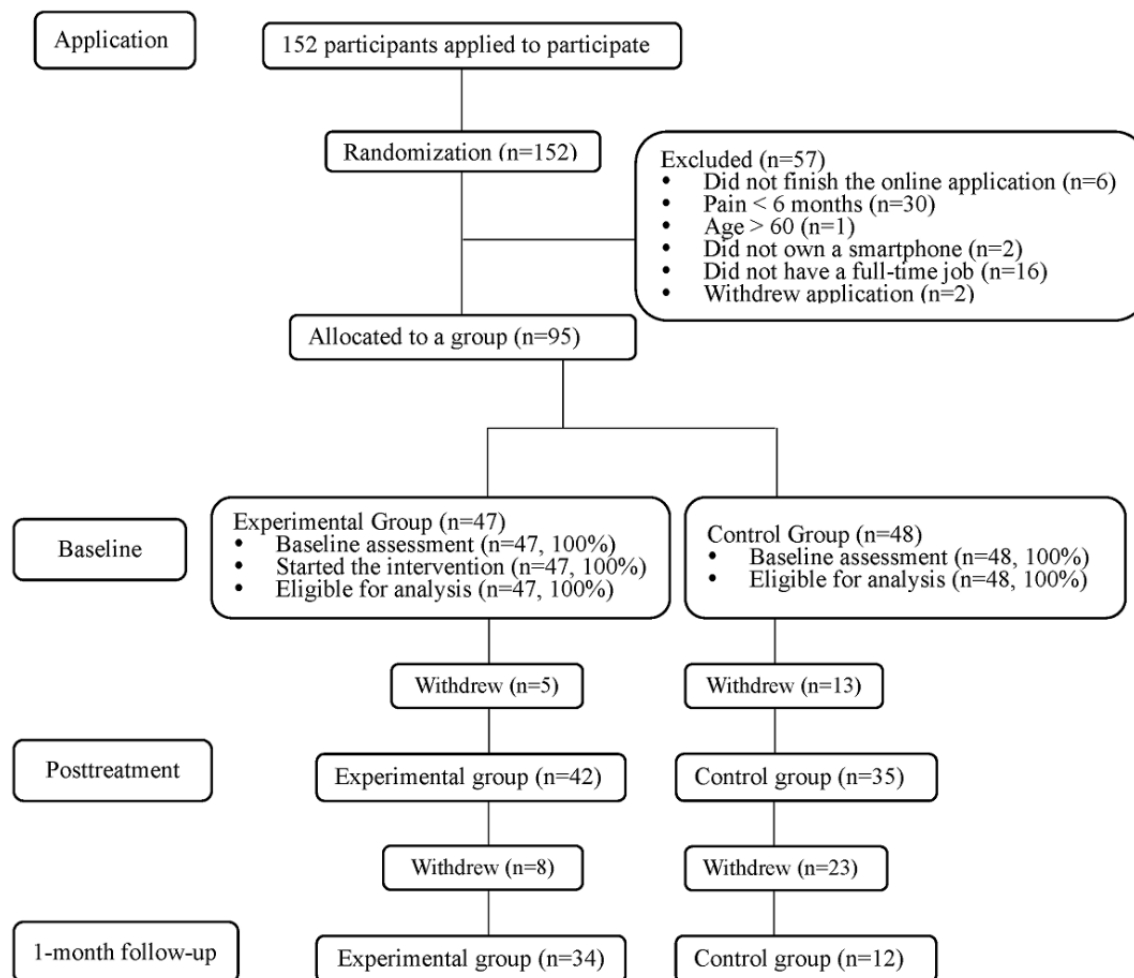 Application
152 participants applied to participate
Randomization (n=152)
Excluded (n=57)
• Did not finish the online application (n=6)
• Pain < 6 months (n=30)
• Age > 60 (n=1)
• Did not own a smartphone (n=2)
• Did not have a full-time job (n=16)
• Withdrew application (n=2)
Allocated to a group (n=95)
Baseline
Experimental Group (n=47)
• Baseline assessment (n=47, 100%)
• Started the intervention (n=47, 100%)
• Eligible for analysis (n=47, 100%)
Control Group (n=48)
• Baseline assessment (n=48, 100%)
• Eligible for analysis (n=48, 100%)
Withdrew (n=5)
Withdrew (n=13)
Posttreatment
Experimental group (n=42)
Control group (n=35)
Withdrew (n=8)
Withdrew (n=23)
1-month follow-up
Experimental group (n=34)
Control group (n=12)